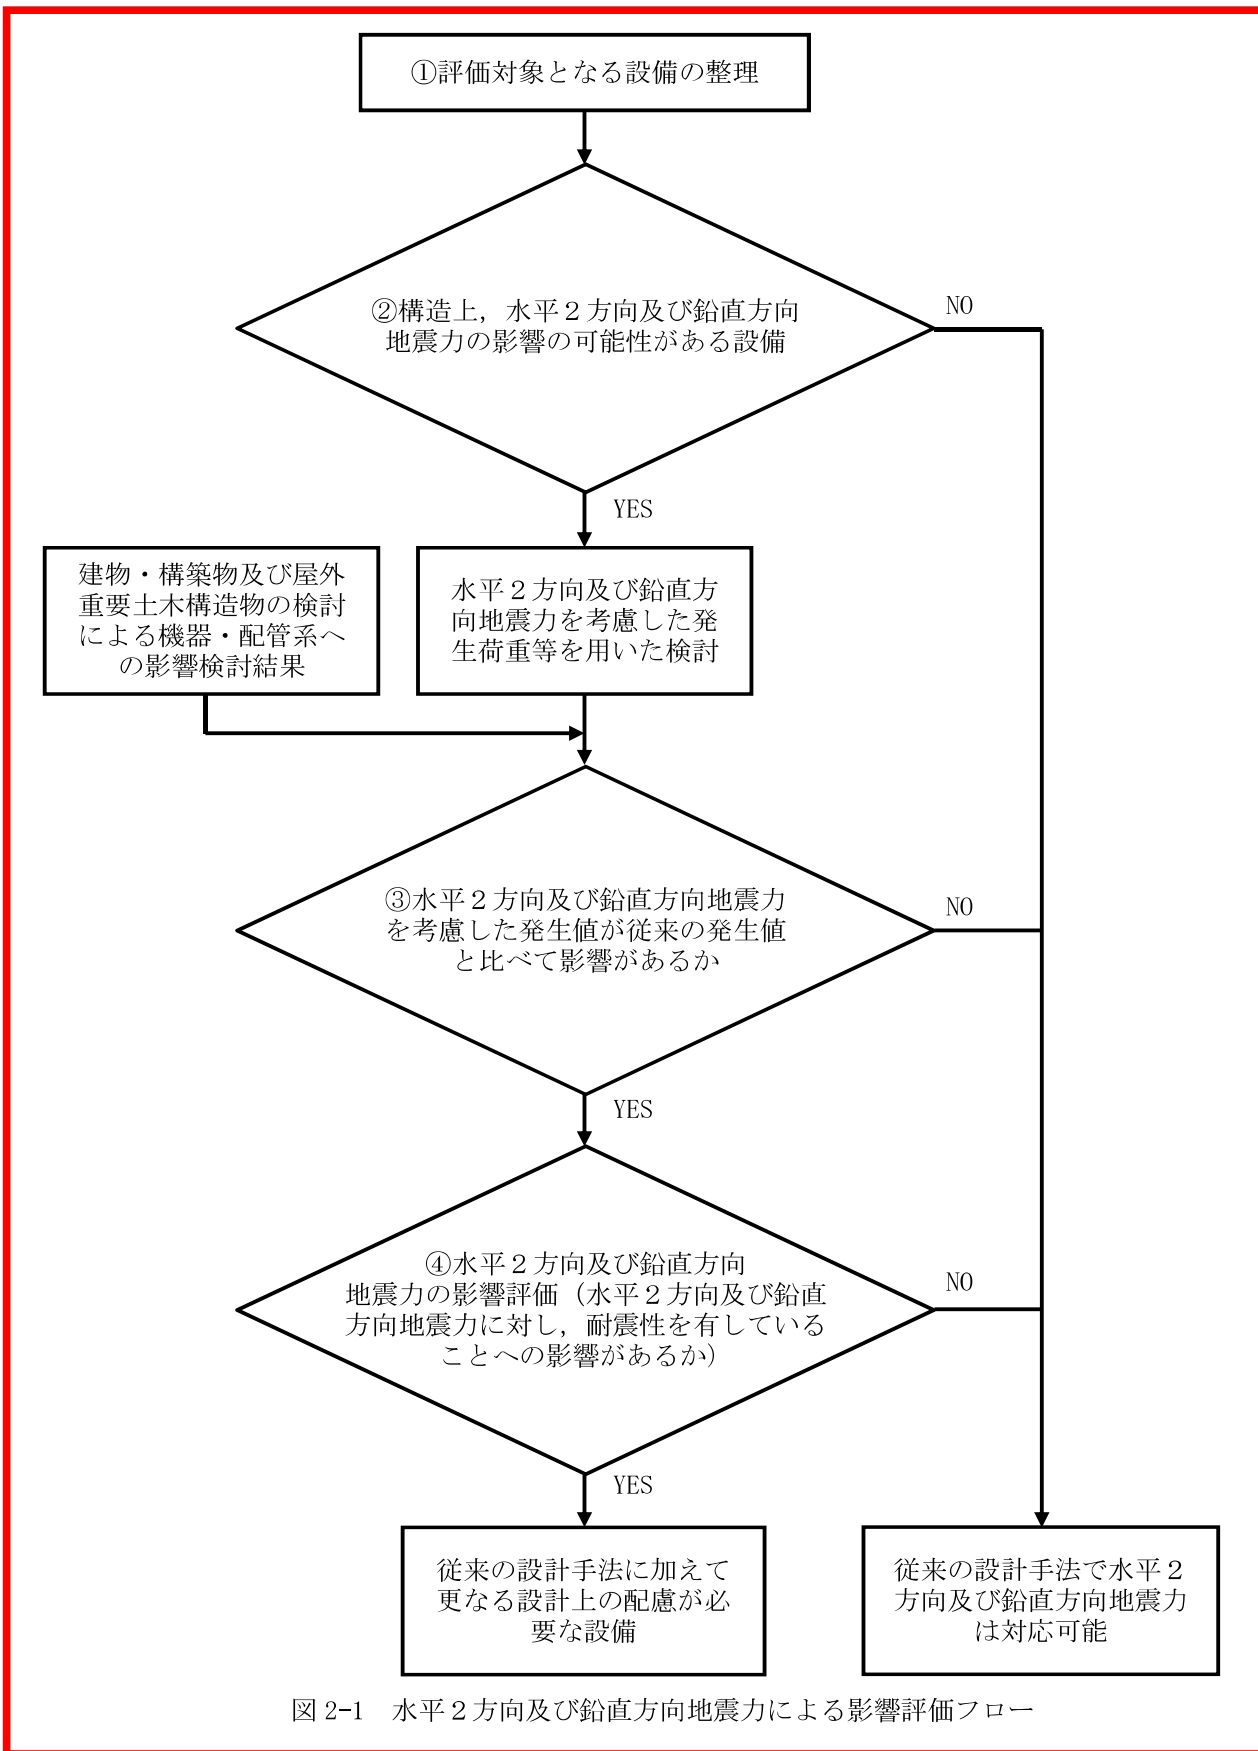 ①評価対象となる設備の整理
②構造上，水平２方向及び鉛直方向
地震力の影響の可能性がある設備
NO
YES
建物・構築物及び屋外
重要土木構造物の検討
による機器・配管系へ
の影響検討結果
水平２方向及び鉛直方
向地震力を考慮した発
生荷重等を用いた検討
③水平２方向及び鉛直方向地震力
を考慮した発生値が従来の発生値
と比べて影響があるか
NO
YES
④水平２方向及び鉛直方向
地震力の影響評価（水平２方向及び鉛直
方向地震力に対し，耐震性を有している
ことへの影響があるか）
NO
YES
従来の設計手法に加えて
更なる設計上の配慮が必
要な設備
従来の設計手法で水平２
方向及び鉛直方向地震力
は対応可能
図 2-1　水平２方向及び鉛直方向地震力による影響評価フロー